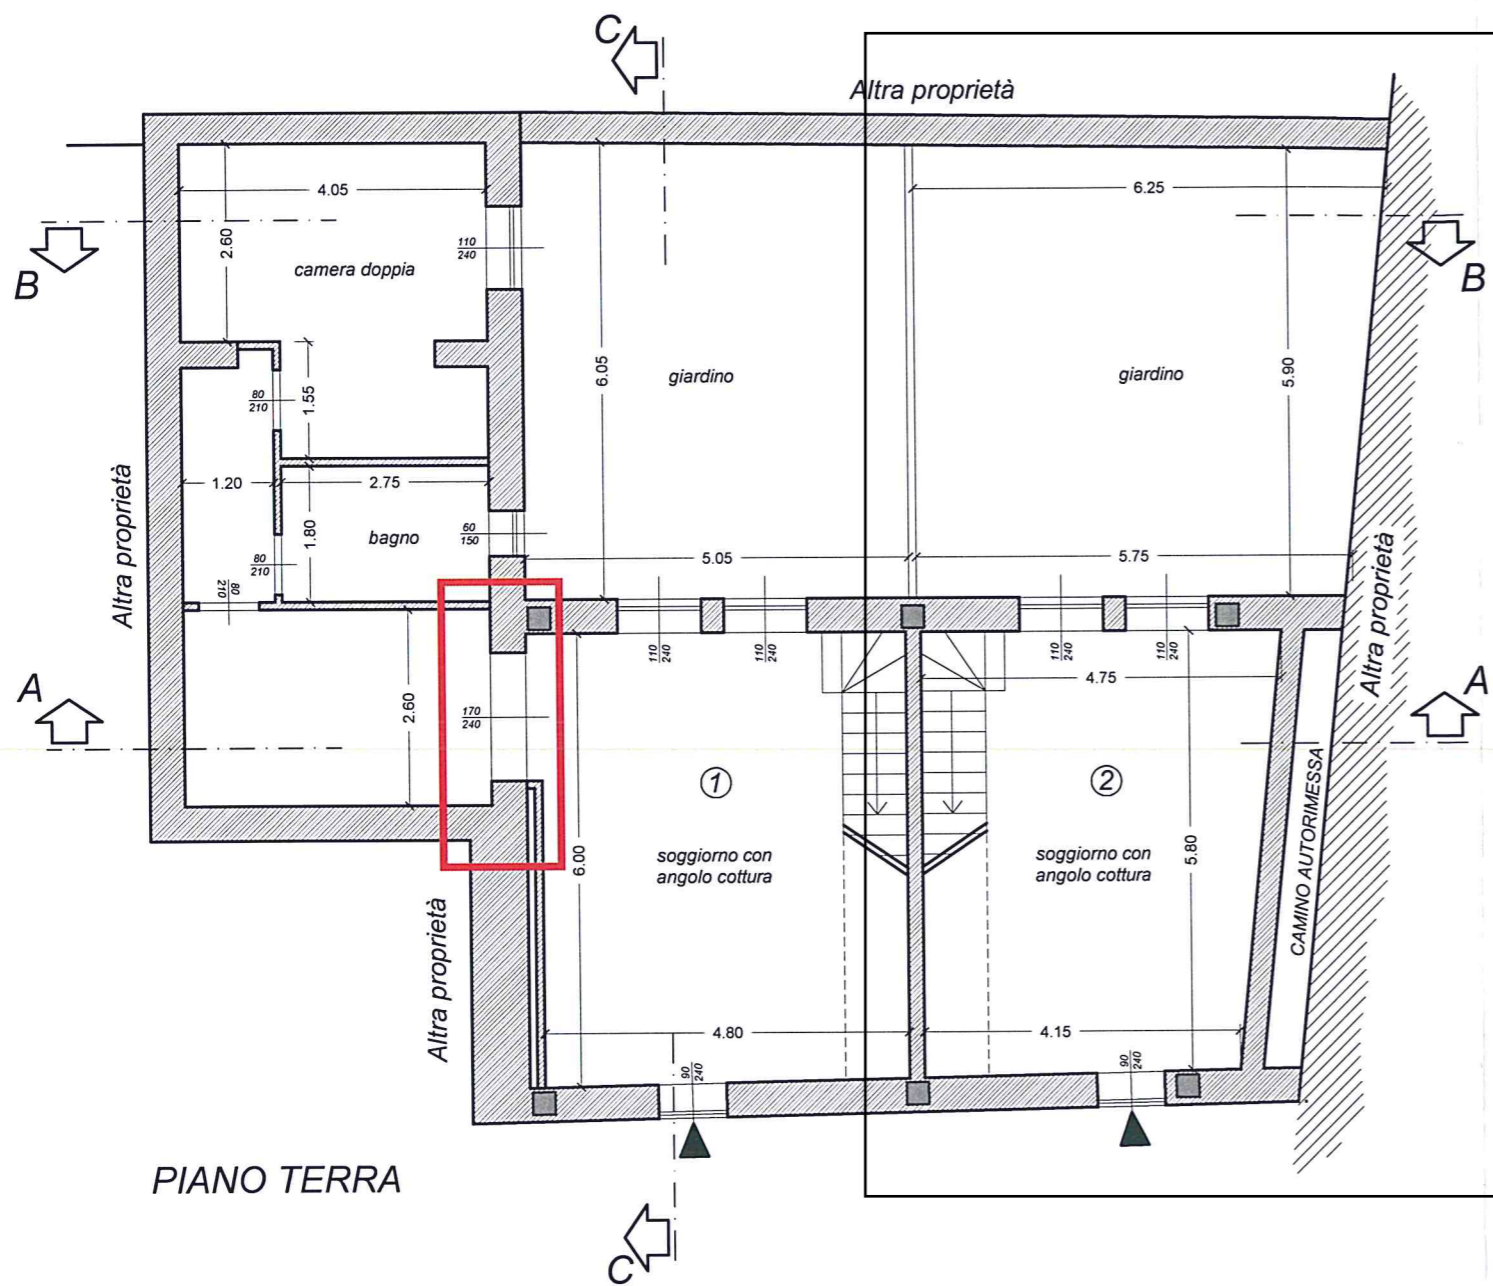 C
Altra proprietà
4.05
6.25
2.60
110
240
camera doppia
B
B
6.05
giardino
giardino
5.90
80
210
1.55
Altra proprietà
1.20
2.75
1.80
bagno
60
150
80
210
80
210
5.05
5.75
Altra proprietà
110
240
110
240
110
240
110
240
4.75
A
A
2.60
170
240
1
2
CAMINO AUTORIMESSA
6.00
soggiorno con
angolo cottura
soggiorno con
angolo cottura
5.80
Altra proprietà
4.80
4.15
90
240
90
240
PIANO TERRA
C